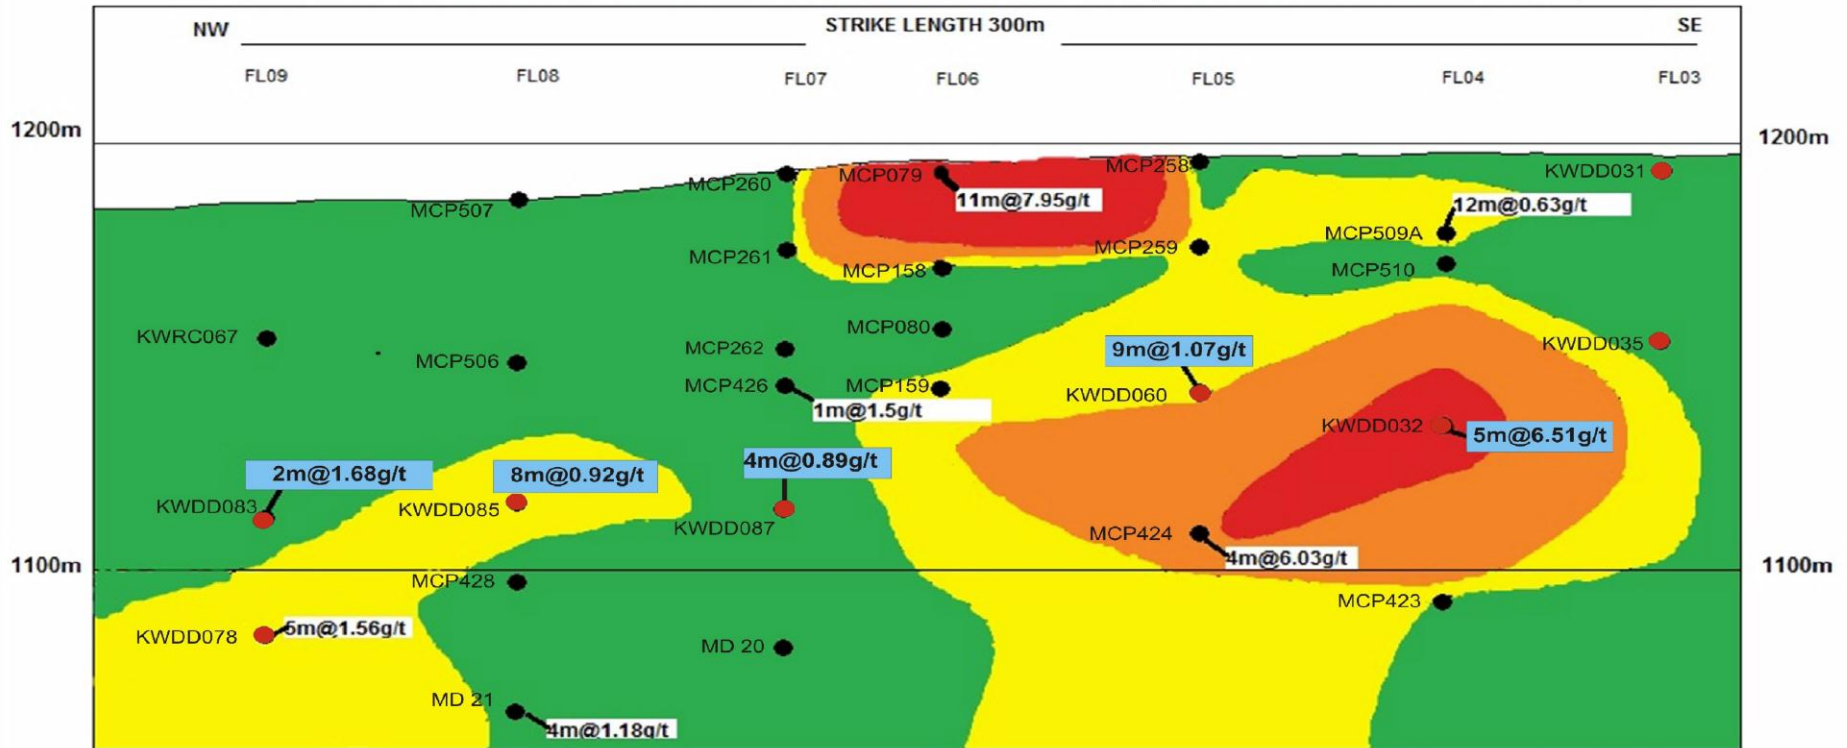 NW
STRIKE LENGTH 300m
SE
FL09
FL08
FL07
FL06
FL05
FL04
FL03
1200m
1200m
MCP260
MCP079
MCP258
KWDD031
MCP507
11m@7.95g/t
12m@0.63g/t
MCP509A
MCP261
MCP259
MCP158
MCP510
KWRC067
MCP080
KWDD035
MCP262
9m@1.07g/t
MCP506
MCP426
MCP159
KWDD060
1m@1.5g/t
KWDD032
5m@6.51g/t
4m@0.89g/t
2m@1.68g/t
8m@0.92g/t
KWDD083
KWDD085
KWDD087
MCP424
4m@6.03g/t
1100m
1100m
MCP428
MCP423
5m@1.56g/t
KWDD078
MD 20
MD 21
4m@1.18g/t